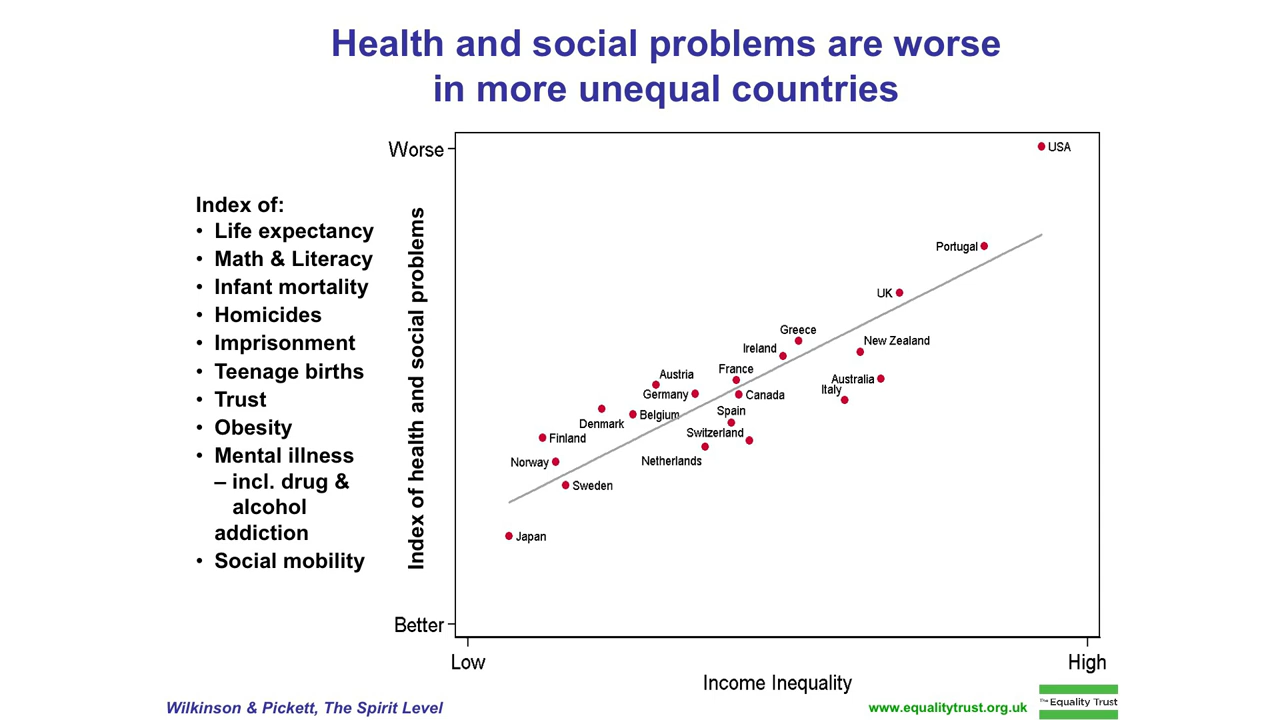 Health and social problems are worse
in more unequal countries
Index of:
• Life expectancy
• Math & Literacy
• Infant mortality
• Homicides
• Imprisonment
• Teenage births
• Trust
• Obesity
• Mental illness
– incl. drug &
alcohol
addiction
• Social mobility
Index of health and social problems
Worse
Better
USA
Portugal
UK
Greece
New Zealand
Ireland
France
Austria
Australia
Germany
Italy
Canada
Spain
Belgium
Denmark
Switzerland
Finland
Netherlands
Norway
Sweden
Japan
Low
High
Income Inequality
Wilkinson & Pickett, The Spirit Level
www.equalitytrust.org.uk
The Equality Trust